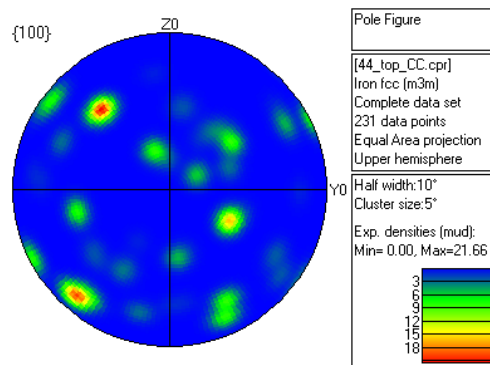 {100}
Z0
Y0
Pole Figure
[44_top_CC.cpr]
Iron fcc (m3m)
Complete data set
231 data points
Equal Area projection
Upper hemisphere
Half width:10°
Cluster size:5°
Exp. densities (mud):
Min= 0.00, Max=21.66
3
6
9
12
15
18